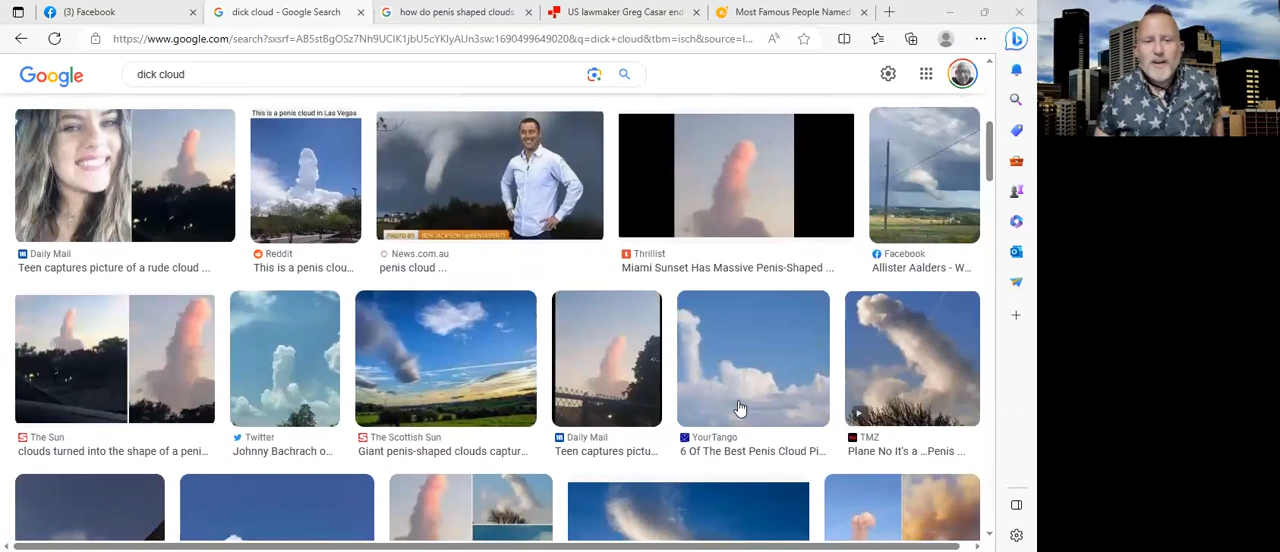 (3) Facebook
dick cloud - Google Search
how do penis shaped clouds
US lawmaker Greg Casar end
Most Famous People Named
https://www.google.com/search?sxsrf=AB5stBgOSz7Nh9UClK1jbU5cYKlyAUn3sw:1690499649020&q=dick+cloud&tbm=isch&source=l...
Google
dick cloud
This is a penis cloud in Las Vegas
PHOTO BY
Daily Mail
Reddit
News.com.au
Thrillist
Facebook
Teen captures picture of a rude cloud ...
This is a penis clou...
penis cloud ...
Miami Sunset Has Massive Penis-Shaped ...
Allister Aalders - W...
The Sun
Twitter
The Scottish Sun
Daily Mail
YourTango
TMZ
clouds turned into the shape of a peni...
Johnny Bachrach o...
Giant penis-shaped clouds captur...
Teen captures pictu...
6 Of The Best Penis Cloud Pi...
Plane No It's a ...Penis ...